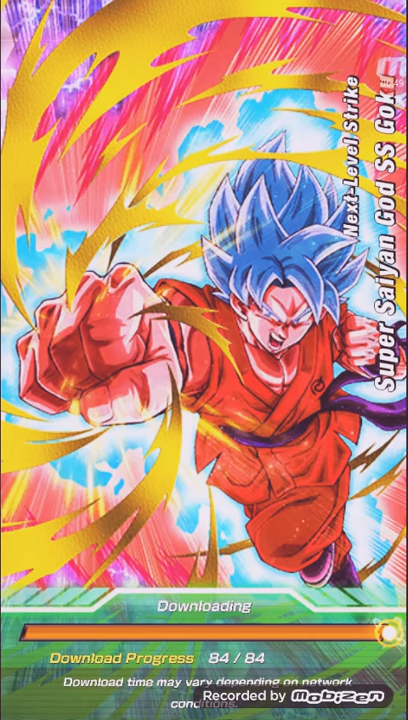 Next-Level Strike
Super Saiyan God SS Goku
Downloading
Download Progress 84 / 84
Download time may vary depending on network
conditions.
Recorded by mobizen